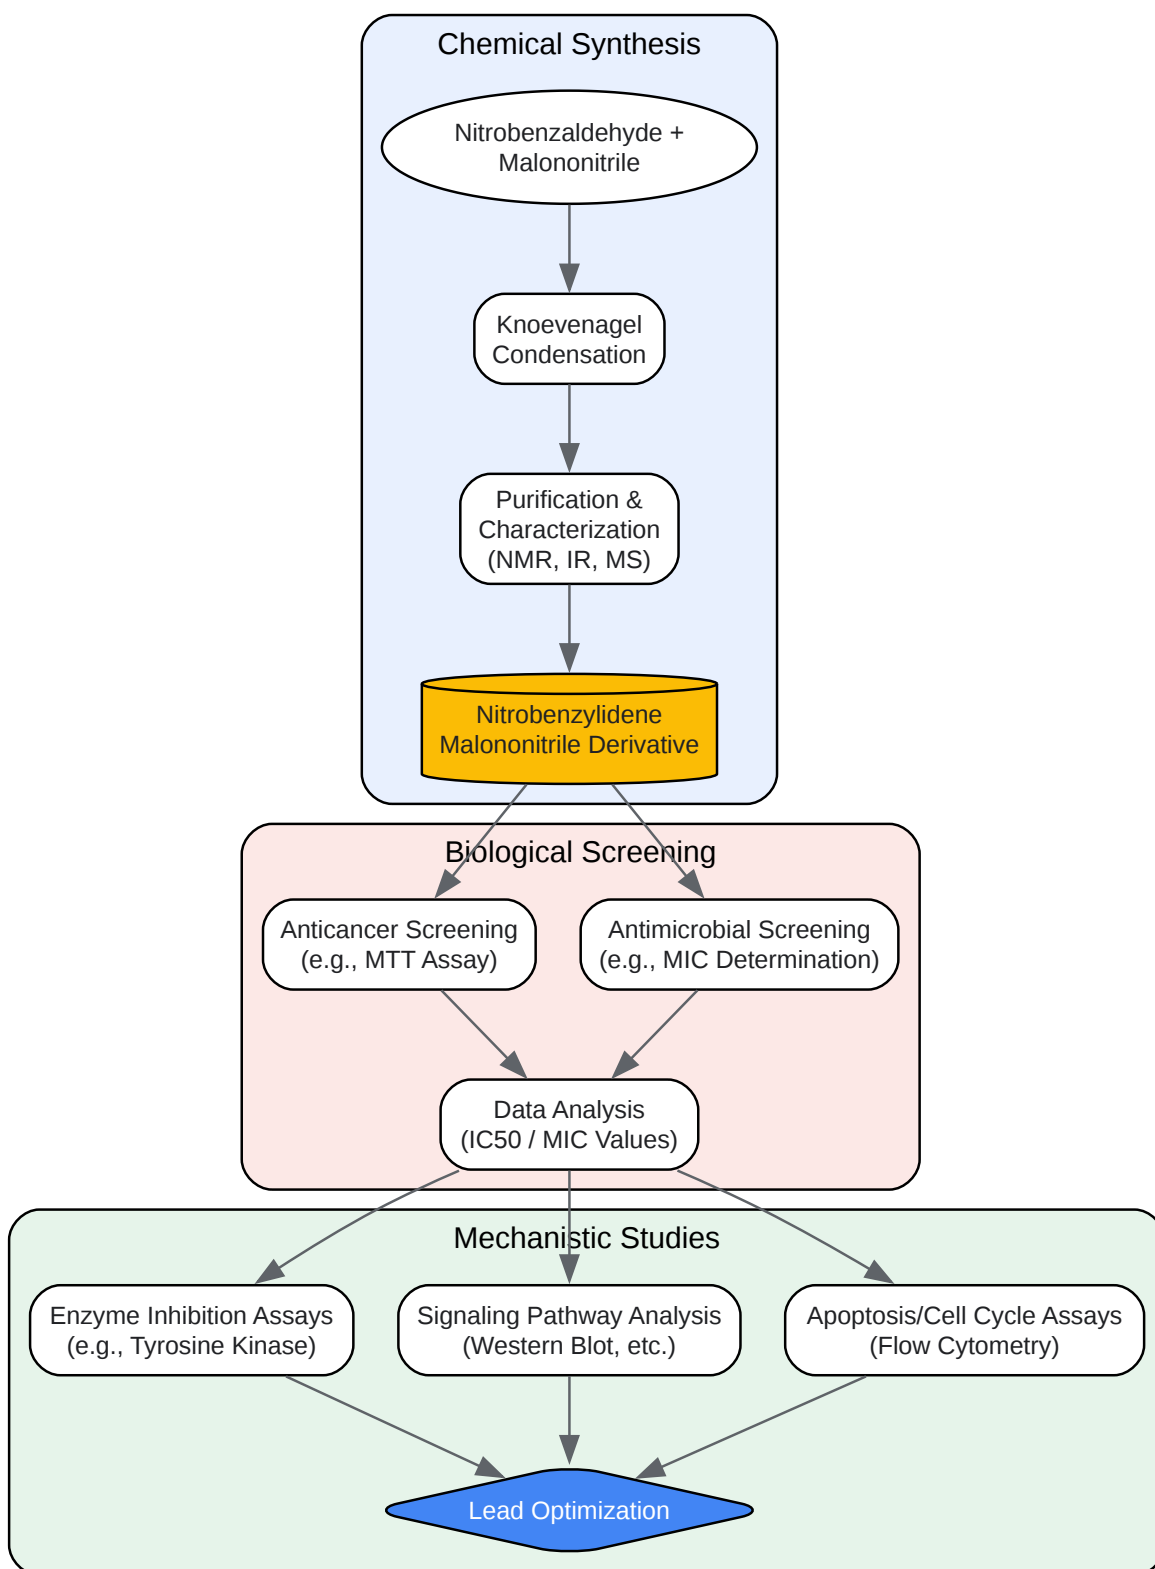 Chemical Synthesis
Nitrobenzaldehyde +
Malononitrile
Knoevenagel
Condensation
Purification &
Characterization
(NMR, IR, MS)
Nitrobenzylidene
Malononitrile Derivative
Biological Screening
Anticancer Screening
(e.g., MTT Assay)
Antimicrobial Screening
(e.g., MIC Determination)
Data Analysis
(IC50 / MIC Values)
Mechanistic Studies
Enzyme Inhibition Assays
(e.g., Tyrosine Kinase)
Signaling Pathway Analysis
(Western Blot, etc.)
Apoptosis/Cell Cycle Assays
(Flow Cytometry)
Lead Optimization